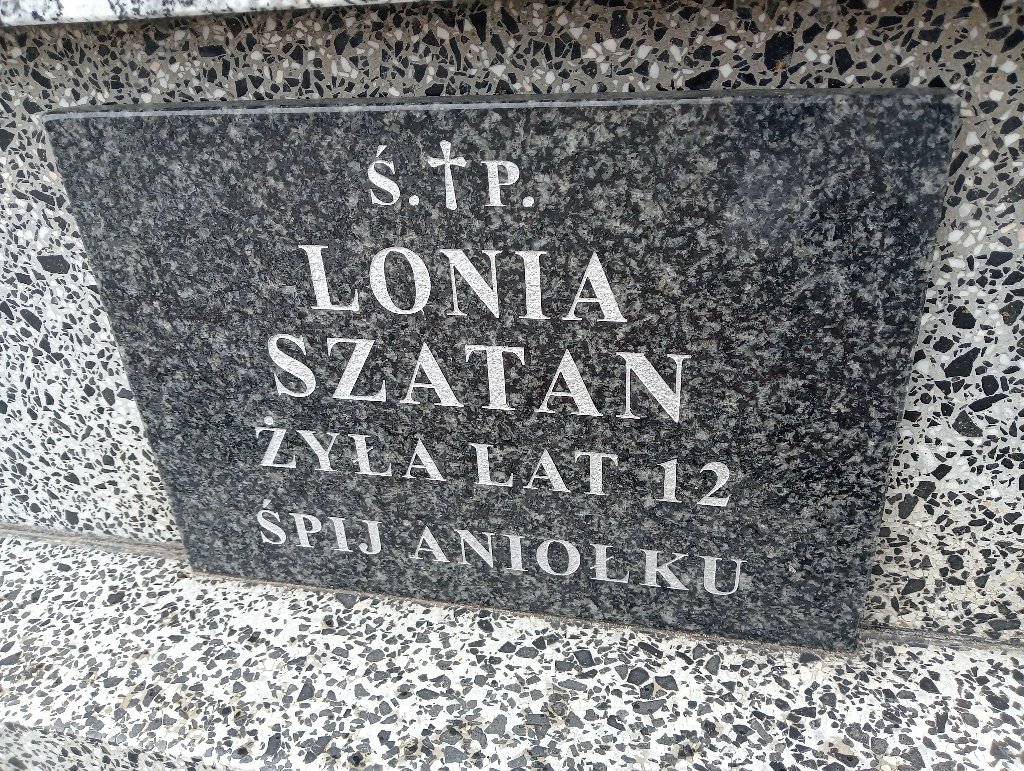 Ś.†P.
LONIA
SZATAN
ŻYŁA LAT 12
ŚPIJ ANIOŁKU